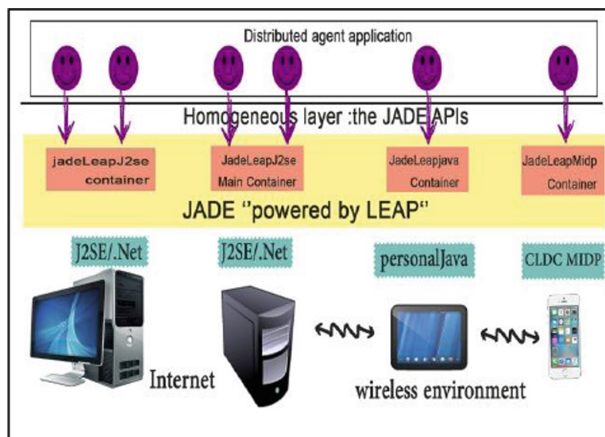 Distributed agent application
Homogeneous layer :the JADE APIs
jadeLeapJ2se
container
JadeLeapJ2se
Main Container
JadeLeapjava
Container
JadeLeapMidp
Container
JADE ‘’powered by LEAP‘’
J2SE/.Net
J2SE/.Net
personalJava
CLDC MIDP
Internet
wireless environment